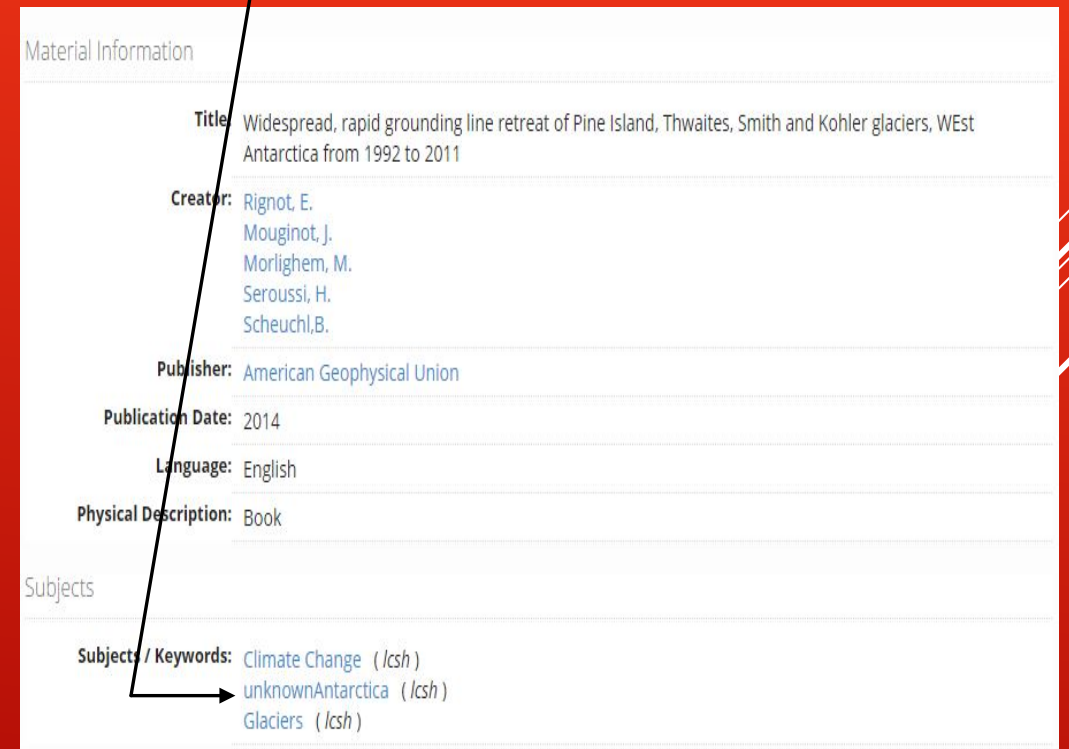 Material Information
Title: Widespread, rapid grounding line retreat of Pine Island, Thwaites, Smith and Kohler glaciers, WEst
Antarctica from 1992 to 2011
Creator: Rignot, E.
Mouginot, J.
Morlighem, M.
Seroussi, H.
Scheuchl,B.
Publisher: American Geophysical Union
Publication Date: 2014
Language: English
Physical Description: Book
Subjects
Subjects / Keywords: Climate Change ( lcsh )
unknownAntarctica ( lcsh )
Glaciers ( lcsh )